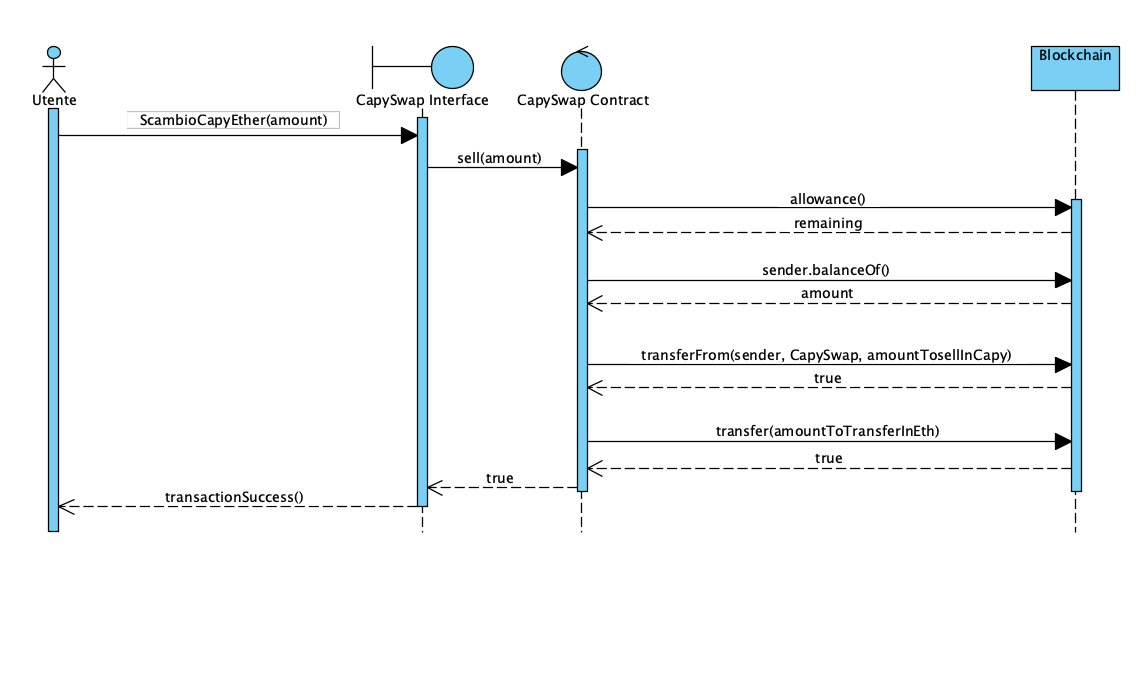 Blockchain
Utente
CapySwap Interface
CapySwap Contract
ScambioCapyEther(amount)
sell(amount)
allowance()
remaining
sender.balanceOf()
amount
transferFrom(sender, CapySwap, amountTosellInCapy)
true
transfer(amountToTransferInEth)
true
true
transactionSuccess()